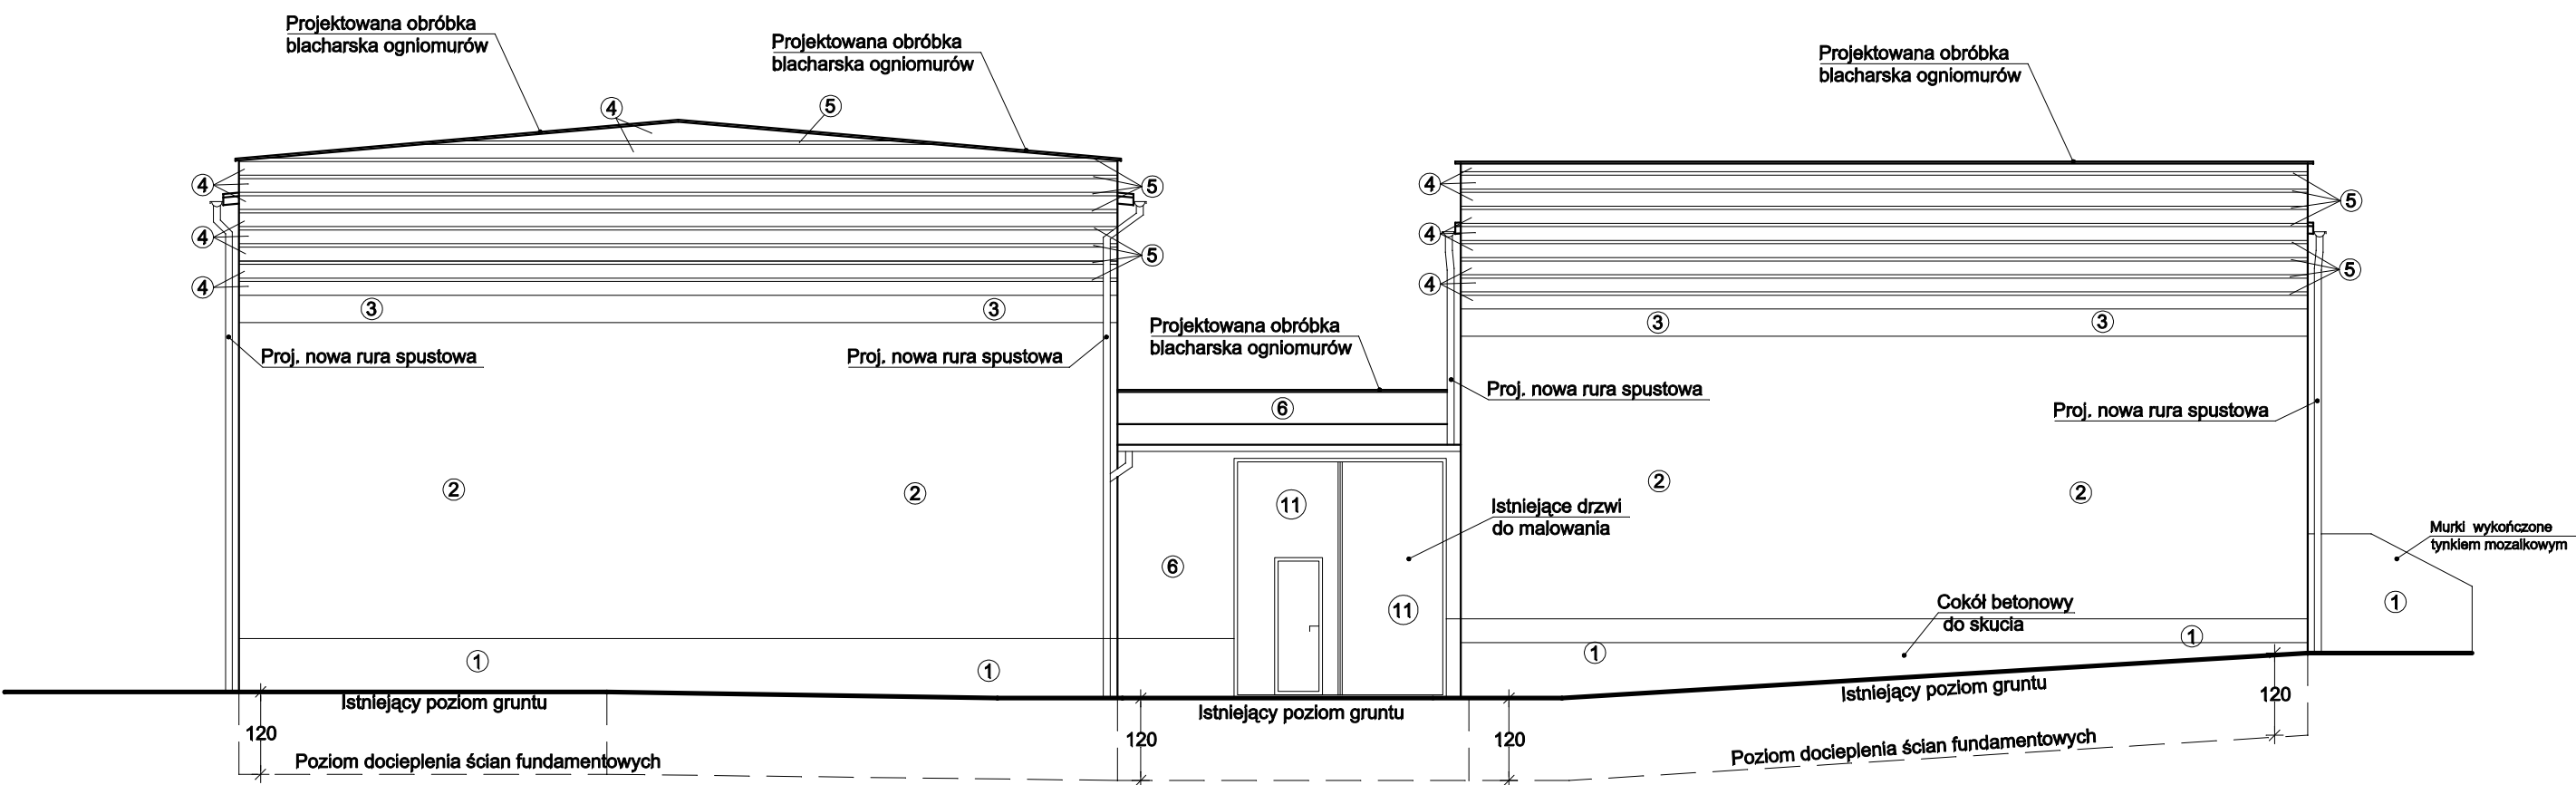 Projektowana obróbka
blacharska ogniomurów
Projektowana obróbka
blacharska ogniomurów
Projektowana obróbka
blacharska ogniomurów
4
5
4
5
4
5
4
5
4
5
4
5
4
4
3
3
3
3
Projektowana obróbka
blacharska ogniomurów
Proj. nowa rura spustowa
Proj. nowa rura spustowa
Proj. nowa rura spustowa
Proj. nowa rura spustowa
6
2
2
2
2
11
Istniejące drzwi
do malowania
Murki wykończone
tynkiem mozaikowym
6
11
Cokół betonowy
do skucia
1
1
1
1
1
Istniejący poziom gruntu
Istniejący poziom gruntu
Istniejący poziom gruntu
120
120
120
120
Poziom docieplenia ścian fundamentowych
Poziom docieplenia ścian fundamentowych